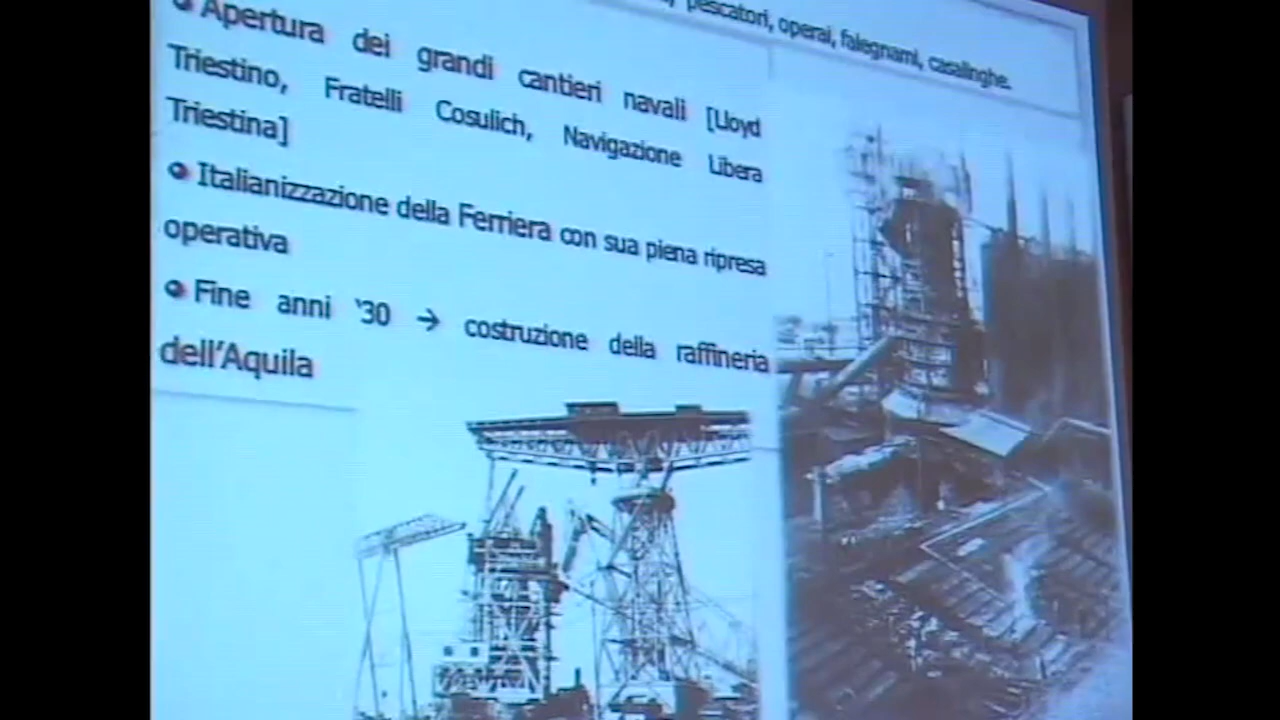 pescatori, operai, falegnami, casalinghe.
Apertura dei grandi cantieri navali [Lloyd
Triestino, Fratelli Cosulich, Navigazione Libera
Triestina]
Italianizzazione della Ferriera con sua piena ripresa
operativa
Fine anni ‘30 → costruzione della raffineria
dell’Aquila